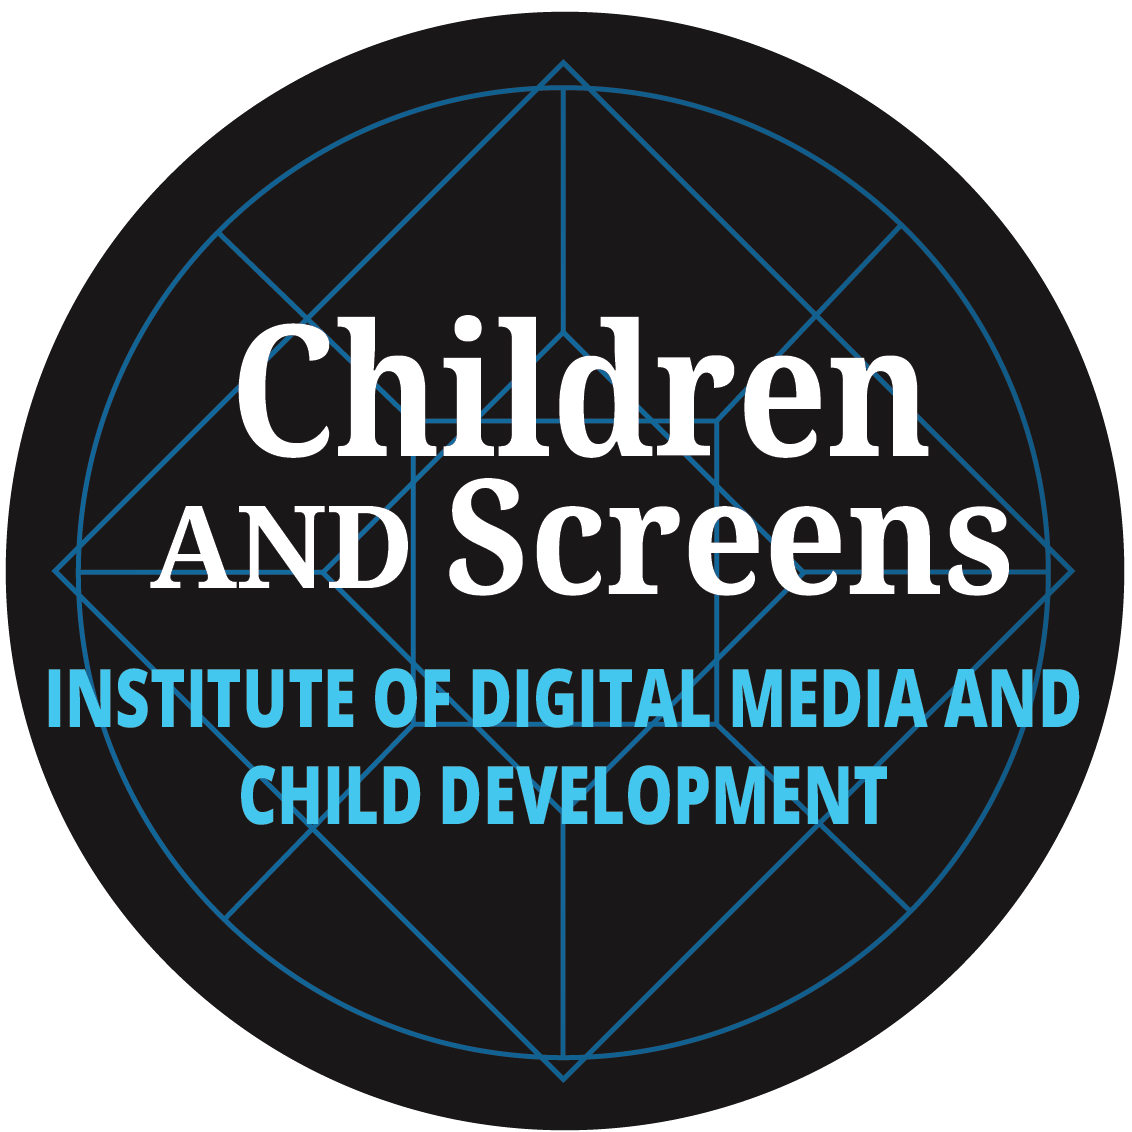 Children
AND Screens
INSTITUTE OF DIGITAL MEDIA AND
CHILD DEVELOPMENT